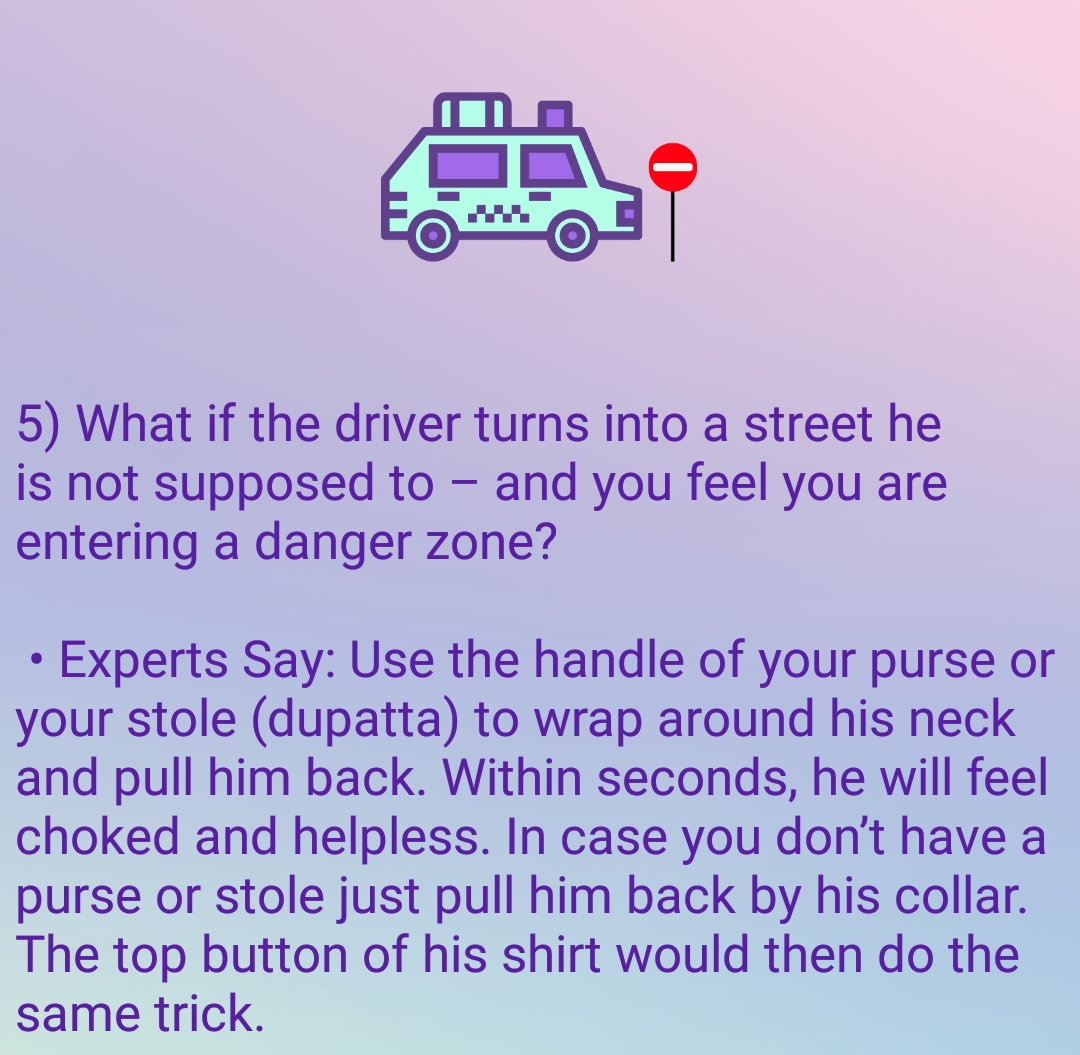 5) What if the driver turns into a street he
is not supposed to – and you feel you are
entering a danger zone?
• Experts Say: Use the handle of your purse or
your stole (dupatta) to wrap around his neck
and pull him back. Within seconds, he will feel
choked and helpless. In case you don’t have a
purse or stole just pull him back by his collar.
The top button of his shirt would then do the
same trick.